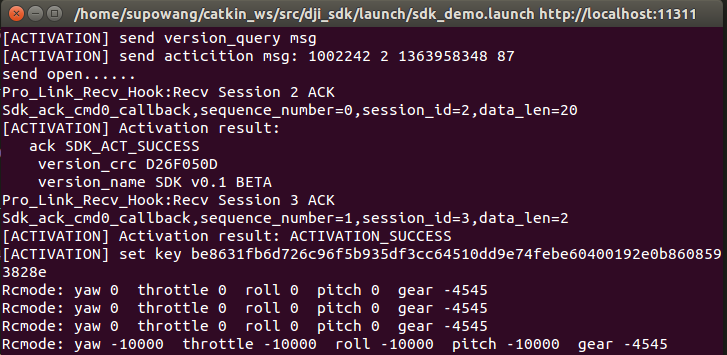 /home/supowang/catkin_ws/src/dji_sdk/launch/sdk_demo.launch http://localhost:11311
[ACTIVATION] send version_query msg
[ACTIVATION] send acticition msg: 1002242 2 1363958348 87
send open......
Pro_Link_Recv_Hook:Recv Session 2 ACK
Sdk_ack_cmd0_callback,sequence_number=0,session_id=2,data_len=20
[ACTIVATION] Activation result:
   ack SDK_ACT_SUCCESS
    version_crc D26F050D
    version_name SDK v0.1 BETA
Pro_Link_Recv_Hook:Recv Session 3 ACK
Sdk_ack_cmd0_callback,sequence_number=1,session_id=3,data_len=2
[ACTIVATION] Activation result: ACTIVATION_SUCCESS
[ACTIVATION] set key be8631fb6d726c96f5b935df3cc64510dd9e74febe60400192e0b860859
3828e
Rcmode: yaw 0  throttle 0  roll 0  pitch 0  gear -4545
Rcmode: yaw 0  throttle 0  roll 0  pitch 0  gear -4545
Rcmode: yaw 0  throttle 0  roll 0  pitch 0  gear -4545
Rcmode: yaw -10000  throttle -10000  roll -10000  pitch -10000  gear -4545